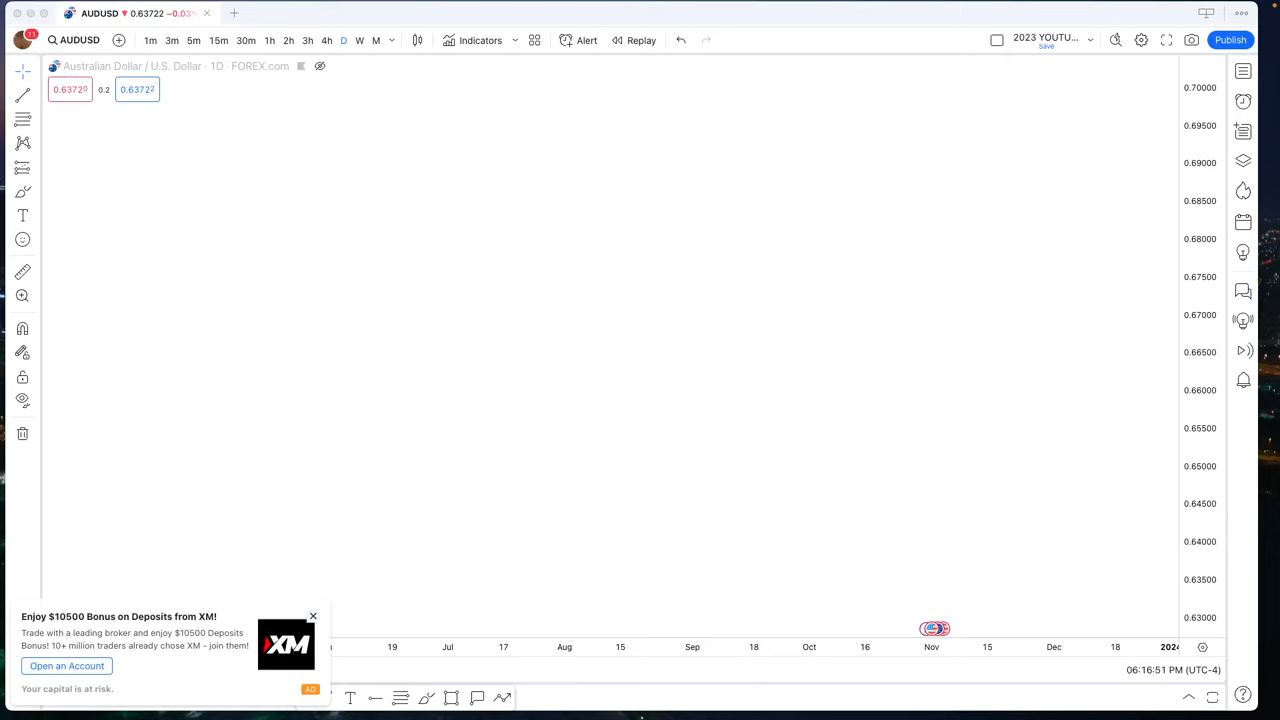 AUDUSD 0.63722 -0.03%
11
AUDUSD 1m 3m 5m 15m 30m 1h 2h 3h 4h D W M Indicators Alert Replay 2023 YOUTU... Save Publish
Australian Dollar / U.S. Dollar · 1D · FOREX.com
0.63720 0.2 0.63722
0.70000
0.69500
0.69000
0.68500
0.68000
0.67500
0.67000
0.66500
0.66000
0.65500
0.65000
0.64500
0.64000
0.63500
0.63000
Enjoy $10500 Bonus on Deposits from XM!
Trade with a leading broker and enjoy $10500 Deposits
Bonus! 10+ million traders already chose XM - join them!
XM
Open an Account
Your capital is at risk.
AD
19 Jul 17 Aug 15 Sep 18 Oct 16 Nov 15 Dec 18 2024
06:16:51 PM (UTC-4)